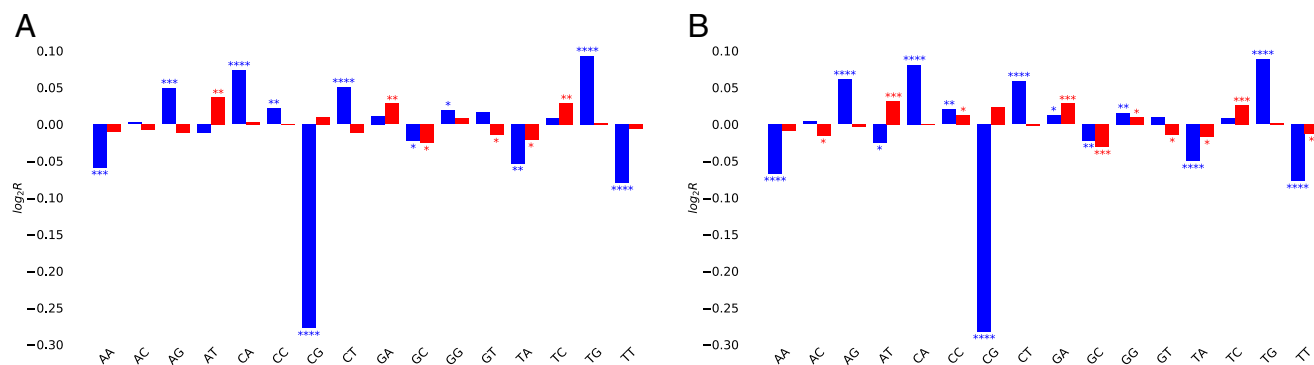 A
0.10
0.05
0.00
−0.05
−0.10
−0.15
−0.20
−0.25
−0.30
log₂R
*** *** ** **** ** **** **** ** * * * * ** * ** **** ****
AA AC AG AT CA CC CG CT GA GC GG GT TA TC TG TT
B
0.10
0.05
0.00
−0.05
−0.10
−0.15
−0.20
−0.25
−0.30
log₂R
**** * **** * *** **** ** * **** **** * *** ** *** ** * * **** * *** **** **** *
AA AC AG AT CA CC CG CT GA GC GG GT TA TC TG TT